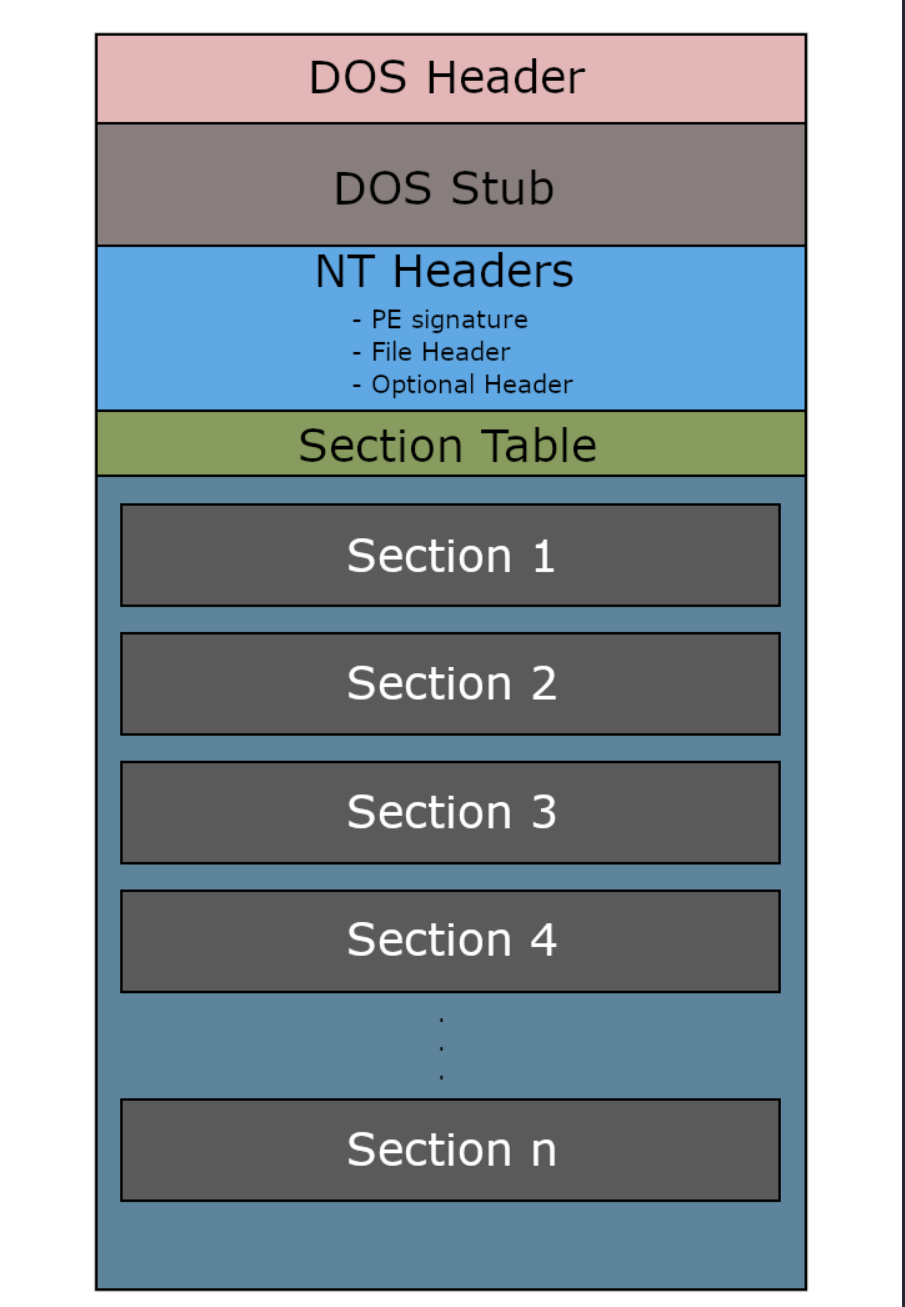 DOS Header
DOS Stub
NT Headers
- PE signature
- File Header
- Optional Header
Section Table
Section 1
Section 2
Section 3
Section 4
.
.
.
Section n